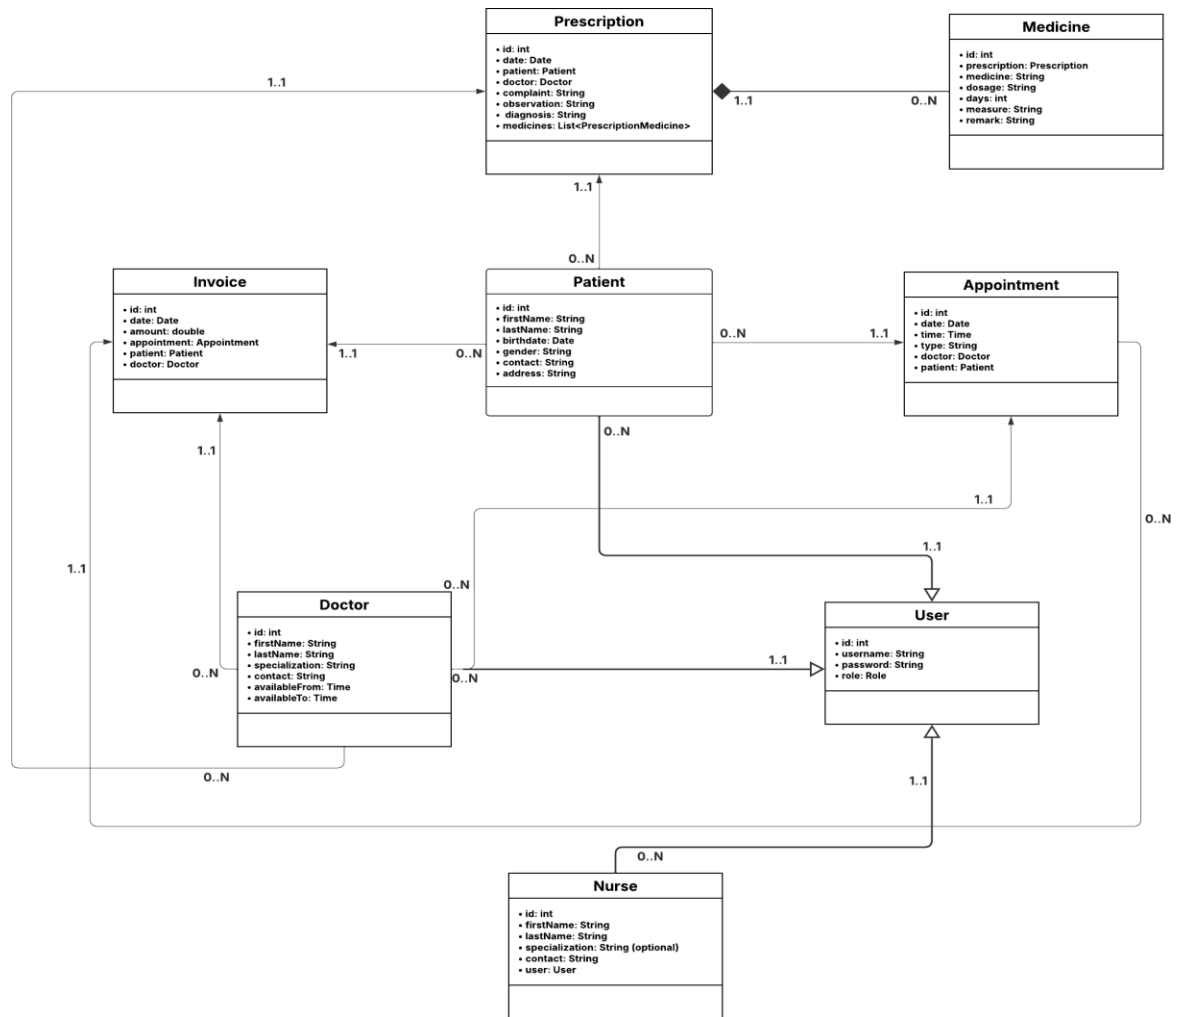 Prescription
• id: int
• date: Date
• patient: Patient
• doctor: Doctor
• complaint: String
• observation: String
• diagnosis: String
• medicines: List<PrescriptionMedicine>
Medicine
• id: int
• prescription: Prescription
• medicine: String
• dosage: String
• days: int
• measure: String
• remark: String
1..1
1..1
0..N
1..1
0..N
Invoice
• id: int
• date: Date
• amount: double
• appointment: Appointment
• patient: Patient
• doctor: Doctor
Patient
• id: int
• firstName: String
• lastName: String
• birthdate: Date
• gender: String
• contact: String
• address: String
Appointment
• id: int
• date: Date
• time: Time
• type: String
• doctor: Doctor
• patient: Patient
1..1
0..N
0..N
1..1
0..N
1..1
1..1
0..N
1..1
1..1
0..N
Doctor
• id: int
• firstName: String
• lastName: String
• specialization: String
• contact: String
• availableFrom: Time
• availableTo: Time
User
• id: int
• username: String
• password: String
• role: Role
0..N
0..N
1..1
0..N
1..1
0..N
Nurse
• id: int
• firstName: String
• lastName: String
• specialization: String (optional)
• contact: String
• user: User